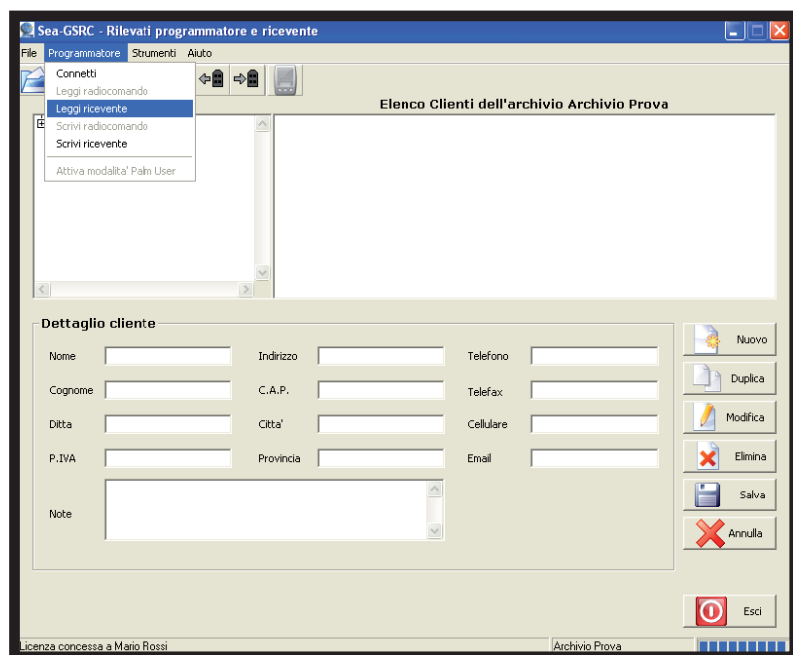 Sea-GSRC - Rilevati programmatore e ricevente
File Programmatore Strumenti Aiuto
Connetti
Leggi radiocomando
Leggi ricevente
Scrivi radiocomando
Scrivi ricevente
Attiva modalita' Palm User
Elenco Clienti dell'archivio Archivio Prova
Dettaglio cliente
Nome Indirizzo Telefono
Cognome C.A.P. Telefax
Ditta Citta' Cellulare
P.IVA Provincia Email
Note
Nuovo
Duplica
Modifica
Elimina
Salva
Annulla
Esci
Licenza concessa a Mario Rossi Archivio Prova